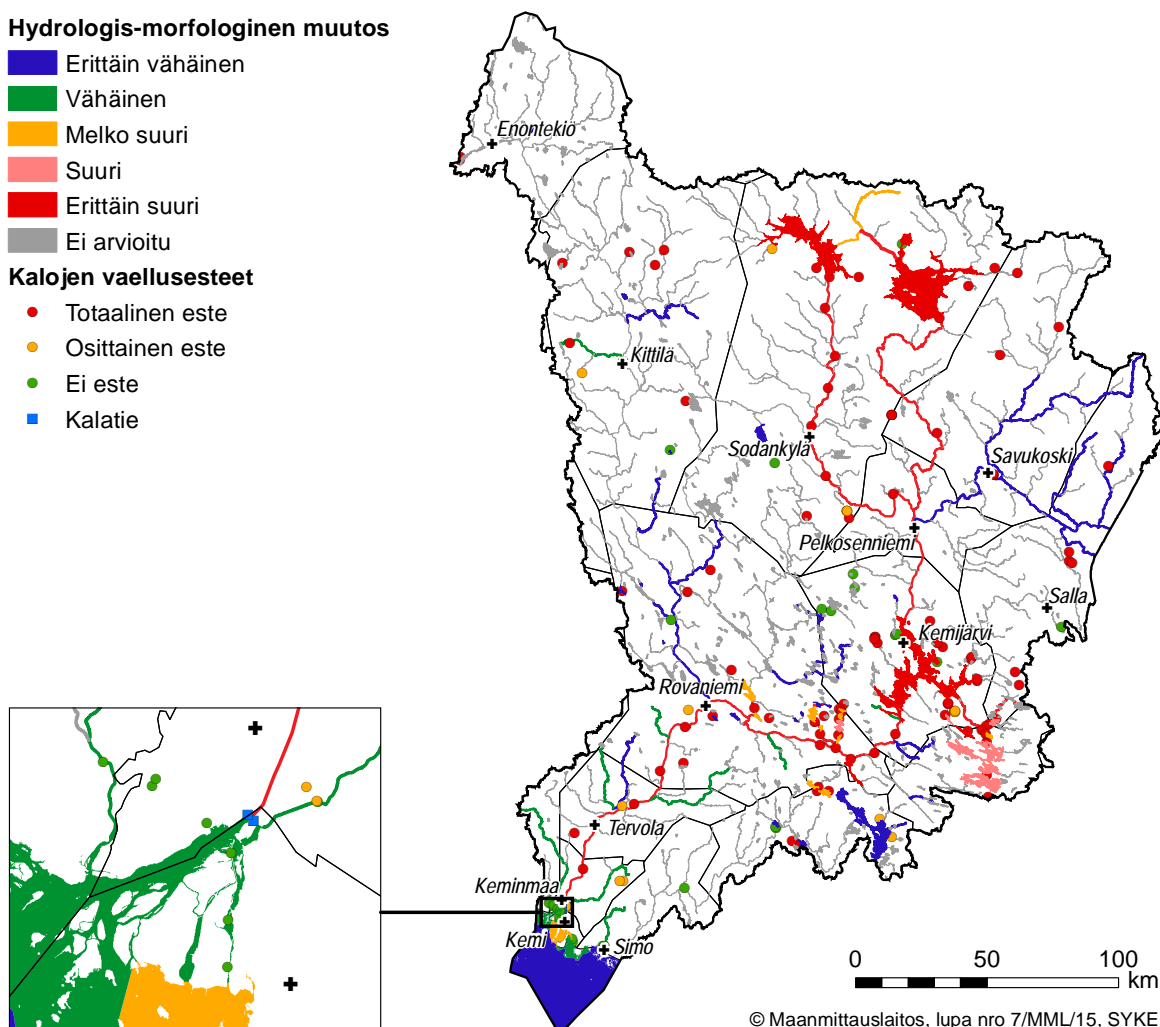 Hydrologis-morfologinen muutos
Erittäin vähäinen
Vähäinen
Melko suuri
Suuri
Erittäin suuri
Ei arvioitu
Kalojen vaellusesteet
Totaalinen este
Osittainen este
Ei este
Kalatie
Enontekiö
Kittilä
Sodankylä
Savukoski
Pelkosenniemi
Salla
Kemijärvi
Rovaniemi
Tervola
Keminmaa
Kemi
Simo
0 50 100
km
© Maanmittauslaitos, lupa nro 7/MML/15, SYKE